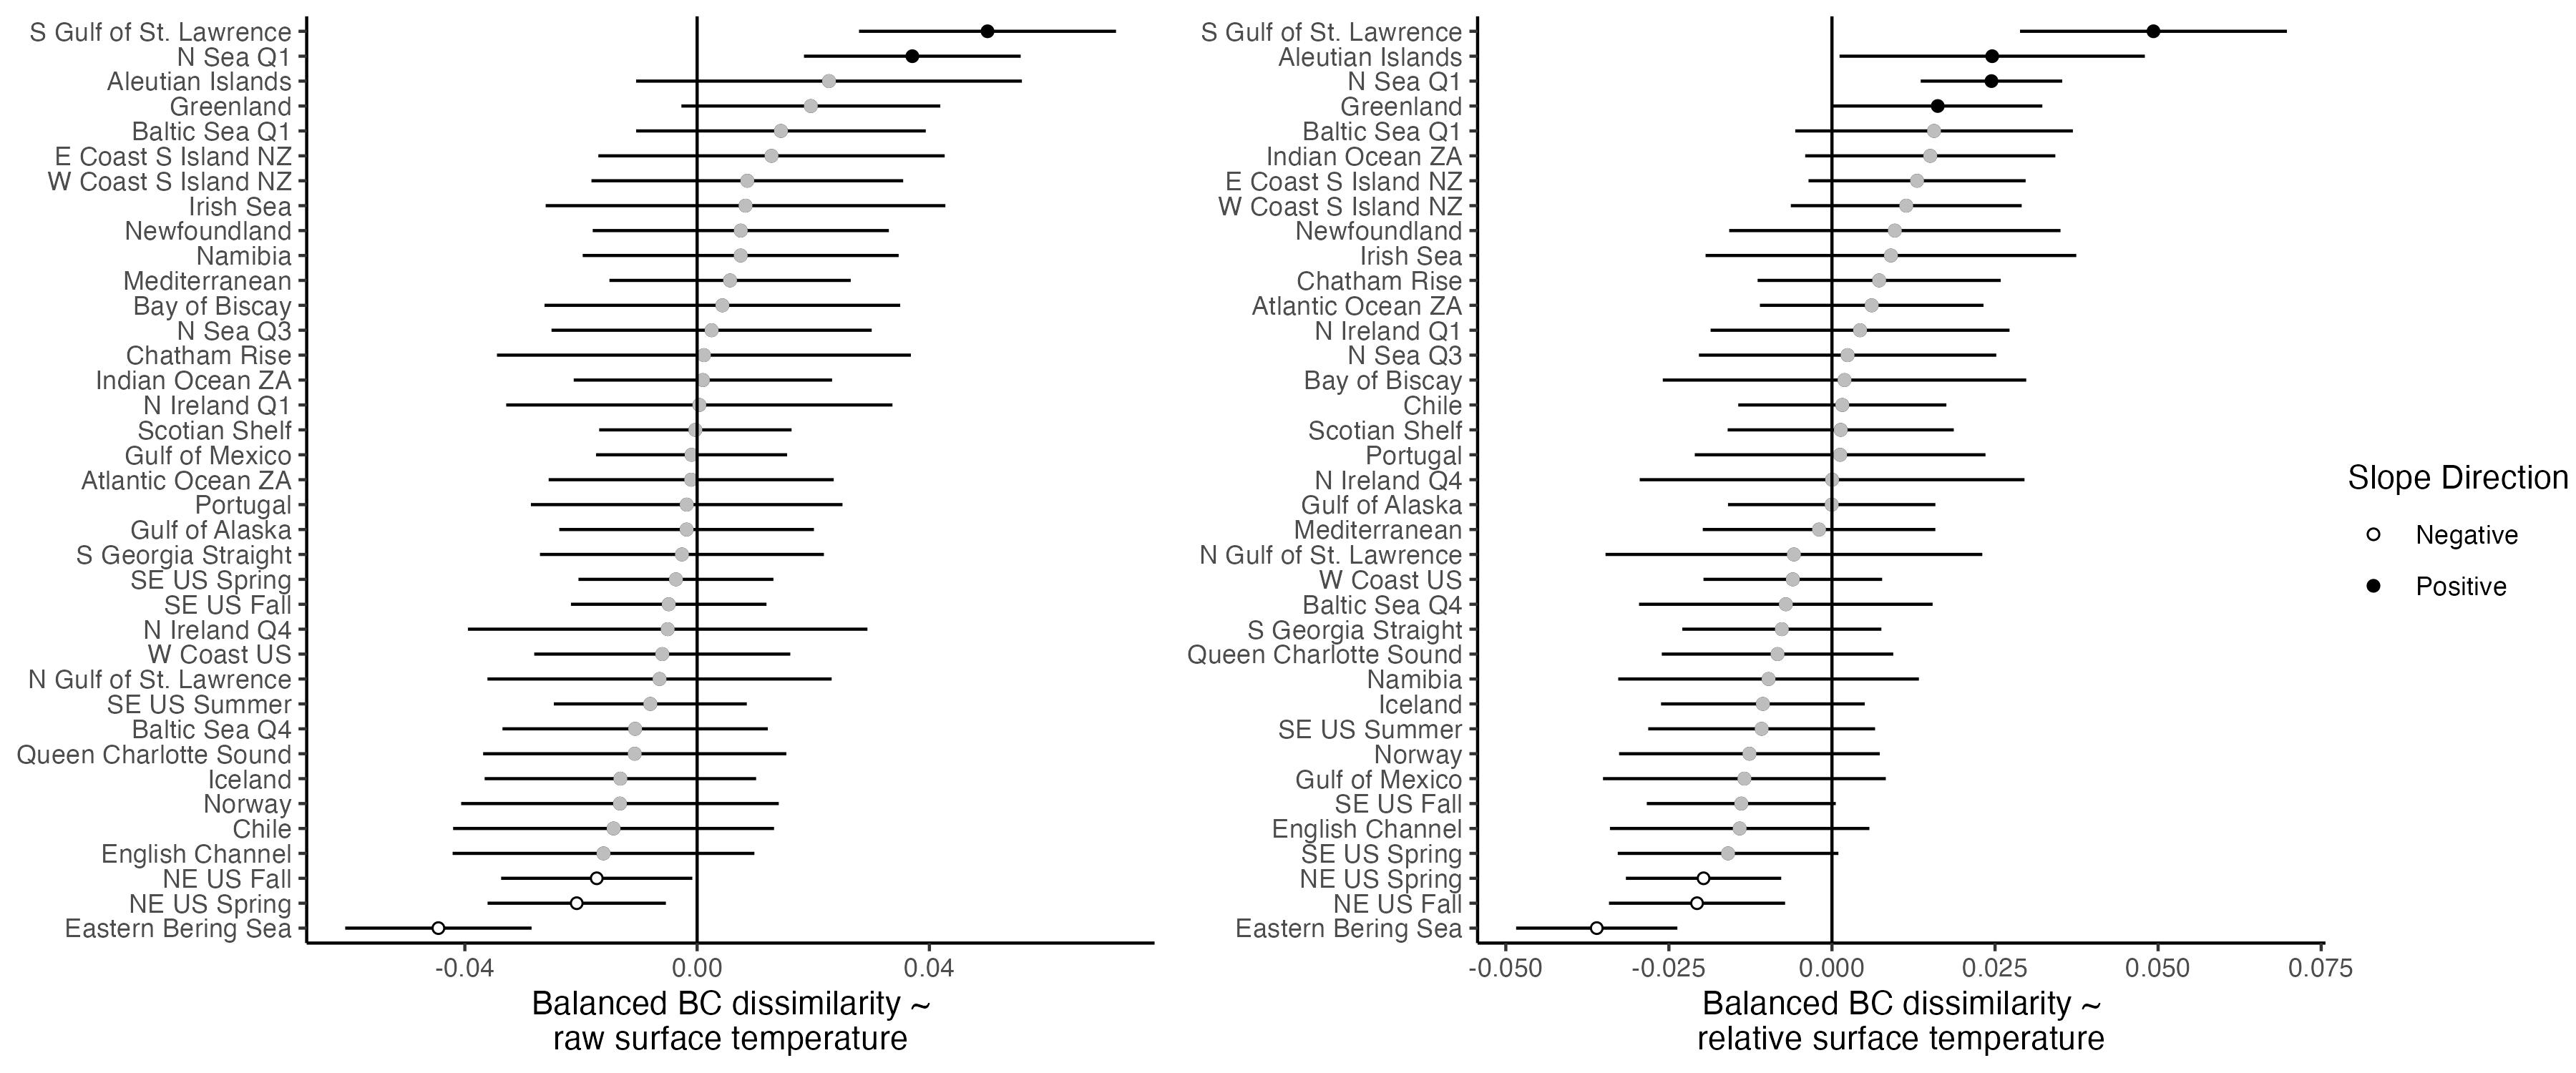 S Gulf of St. Lawrence
N Sea Q1
Aleutian Islands
Greenland
Baltic Sea Q1
E Coast S Island NZ
W Coast S Island NZ
Irish Sea
Newfoundland
Namibia
Mediterranean
Bay of Biscay
N Sea Q3
Chatham Rise
Indian Ocean ZA
N Ireland Q1
Scotian Shelf
Gulf of Mexico
Atlantic Ocean ZA
Portugal
Gulf of Alaska
S Georgia Straight
SE US Spring
SE US Fall
N Ireland Q4
W Coast US
N Gulf of St. Lawrence
SE US Summer
Baltic Sea Q4
Queen Charlotte Sound
Iceland
Norway
Chile
English Channel
NE US Fall
NE US Spring
Eastern Bering Sea
-0.04 0.00 0.04
Balanced BC dissimilarity ~
raw surface temperature
S Gulf of St. Lawrence
Aleutian Islands
N Sea Q1
Greenland
Baltic Sea Q1
Indian Ocean ZA
E Coast S Island NZ
W Coast S Island NZ
Newfoundland
Irish Sea
Chatham Rise
Atlantic Ocean ZA
N Ireland Q1
N Sea Q3
Bay of Biscay
Chile
Scotian Shelf
Portugal
N Ireland Q4
Gulf of Alaska
Mediterranean
N Gulf of St. Lawrence
W Coast US
Baltic Sea Q4
S Georgia Straight
Queen Charlotte Sound
Namibia
Iceland
SE US Summer
Norway
Gulf of Mexico
SE US Fall
English Channel
SE US Spring
NE US Spring
NE US Fall
Eastern Bering Sea
-0.050 -0.025 0.000 0.025 0.050 0.075
Balanced BC dissimilarity ~
relative surface temperature
Slope Direction
Negative
Positive